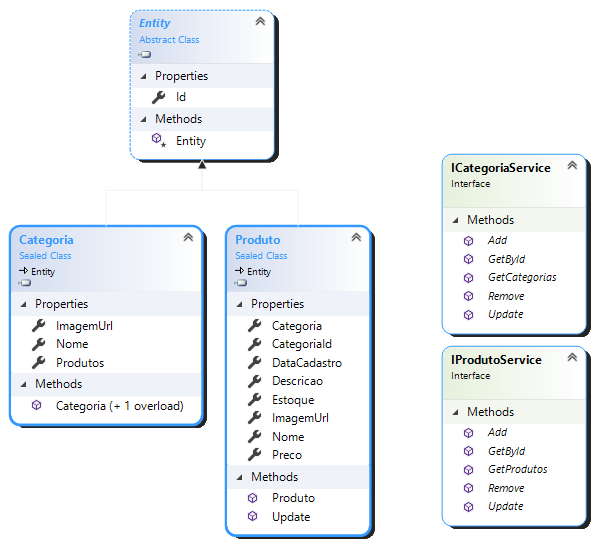 Entity
Abstract Class
Properties
Id
Methods
Entity
Categoria
Sealed Class
Entity
Properties
ImagemUrl
Nome
Produtos
Methods
Categoria (+ 1 overload)
Produto
Sealed Class
Entity
Properties
Categoria
CategoriaId
DataCadastro
Descricao
Estoque
ImagemUrl
Nome
Preco
Methods
Produto
Update
ICategoriaService
Interface
Methods
Add
GetById
GetCategorias
Remove
Update
IProdutoService
Interface
Methods
Add
GetById
GetProdutos
Remove
Update